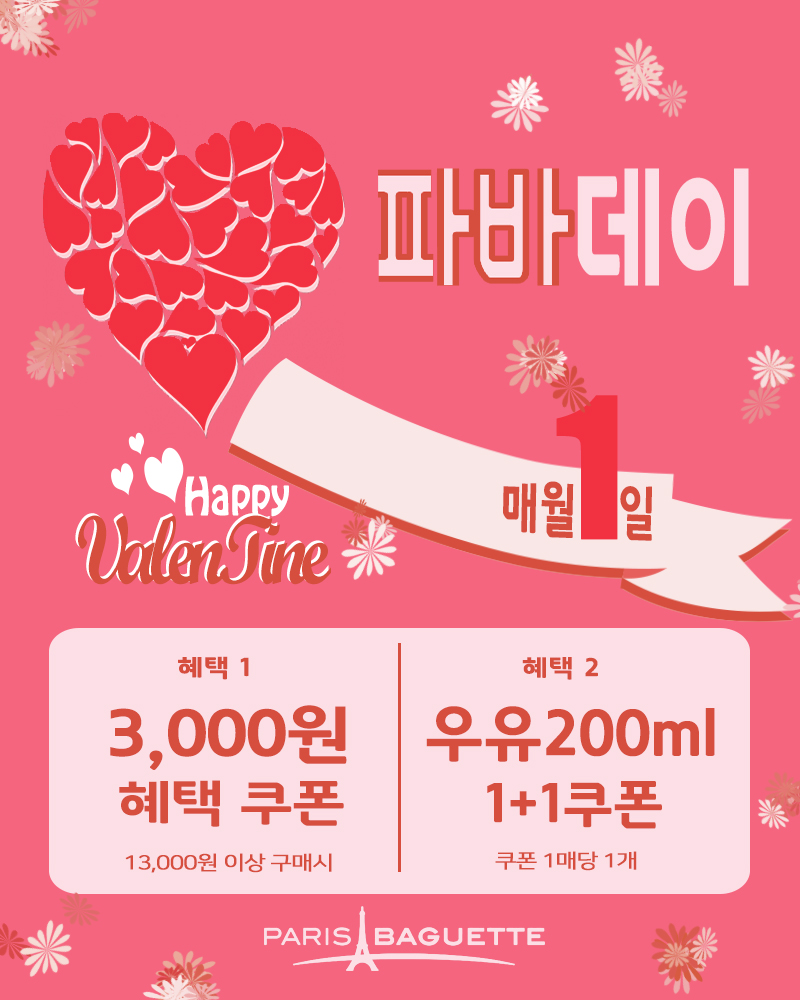 파바데이
매월 1일
Happy
ValenTine
혜택 1
3,000원
혜택 쿠폰
13,000원 이상 구매시
혜택 2
우유200ml
1+1쿠폰
쿠폰 1매당 1개
PARIS BAGUETTE